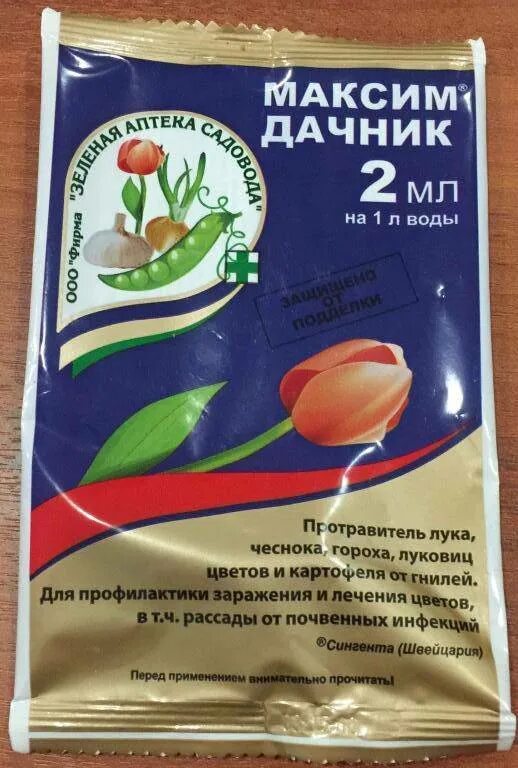 МАКСИМ®
ДАЧНИК
2 мл
на 1 л воды
ООО "Фирма "ЗЕЛЕНАЯ АПТЕКА САДОВОДА"
ЗАЩИЩЕНО
ОТ
ПОДДЕЛКИ
Протравитель лука,
чеснока, гороха, луковиц
цветов и картофеля от гнилей.
Для профилактики заражения и лечения цветов,
в т.ч. рассады от почвенных инфекций
®Сингента (Швейцария)
Перед применением внимательно прочитать!